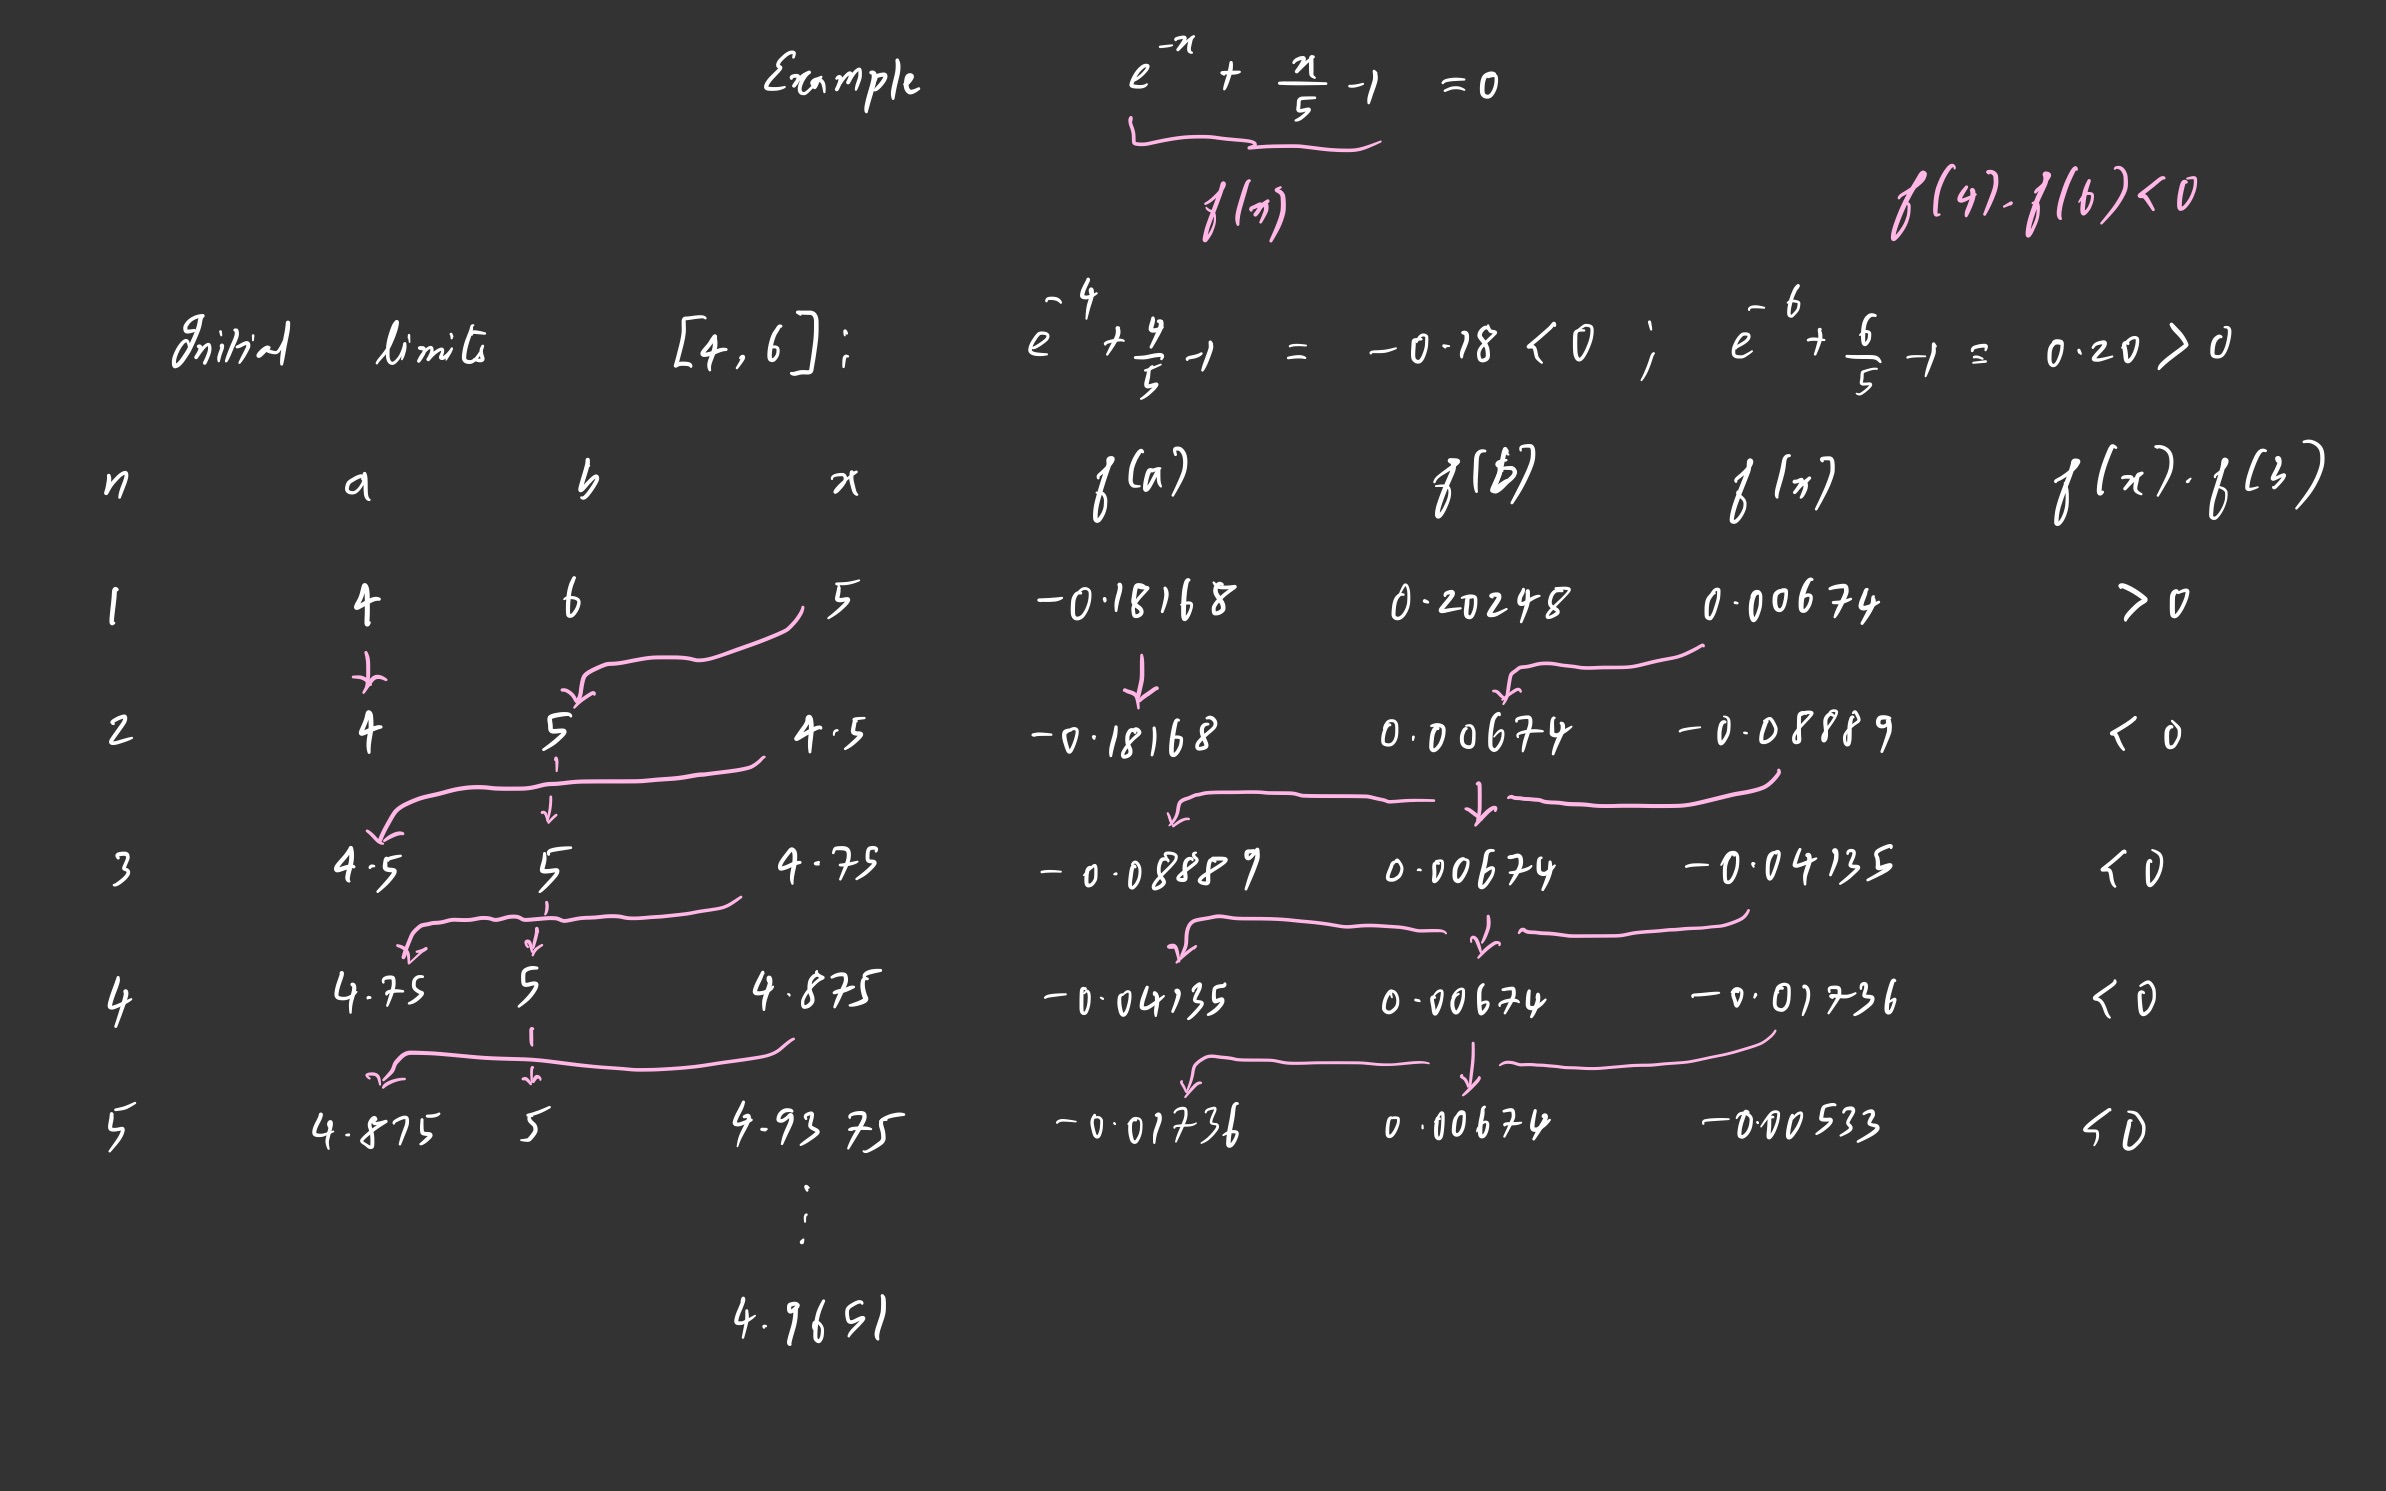 Example e^{-x} + x/5 -1 = 0
f(x)
f(4). f(6) < 0
Initial limits [4, 6] : e^{-4} + 4/5 -1 = -0.18 < 0 ; e^{-6} + 6/5 -1 = 0.20 > 0
n a b x f(a) f(b) f(x) f(x). f(b)
1 4 6 5 -0.18168 0.20248 0.00674 > 0
2 4 5 4.5 -0.18168 0.00674 -0.08889 < 0
3 4.5 5 4.75 -0.08889 0.00674 -0.04135 < 0
4 4.75 5 4.875 -0.04135 0.00674 -0.01736 < 0
5 4.875 5 4.9375 -0.01736 0.00674 -0.00533 < 0
⋮
4.9651